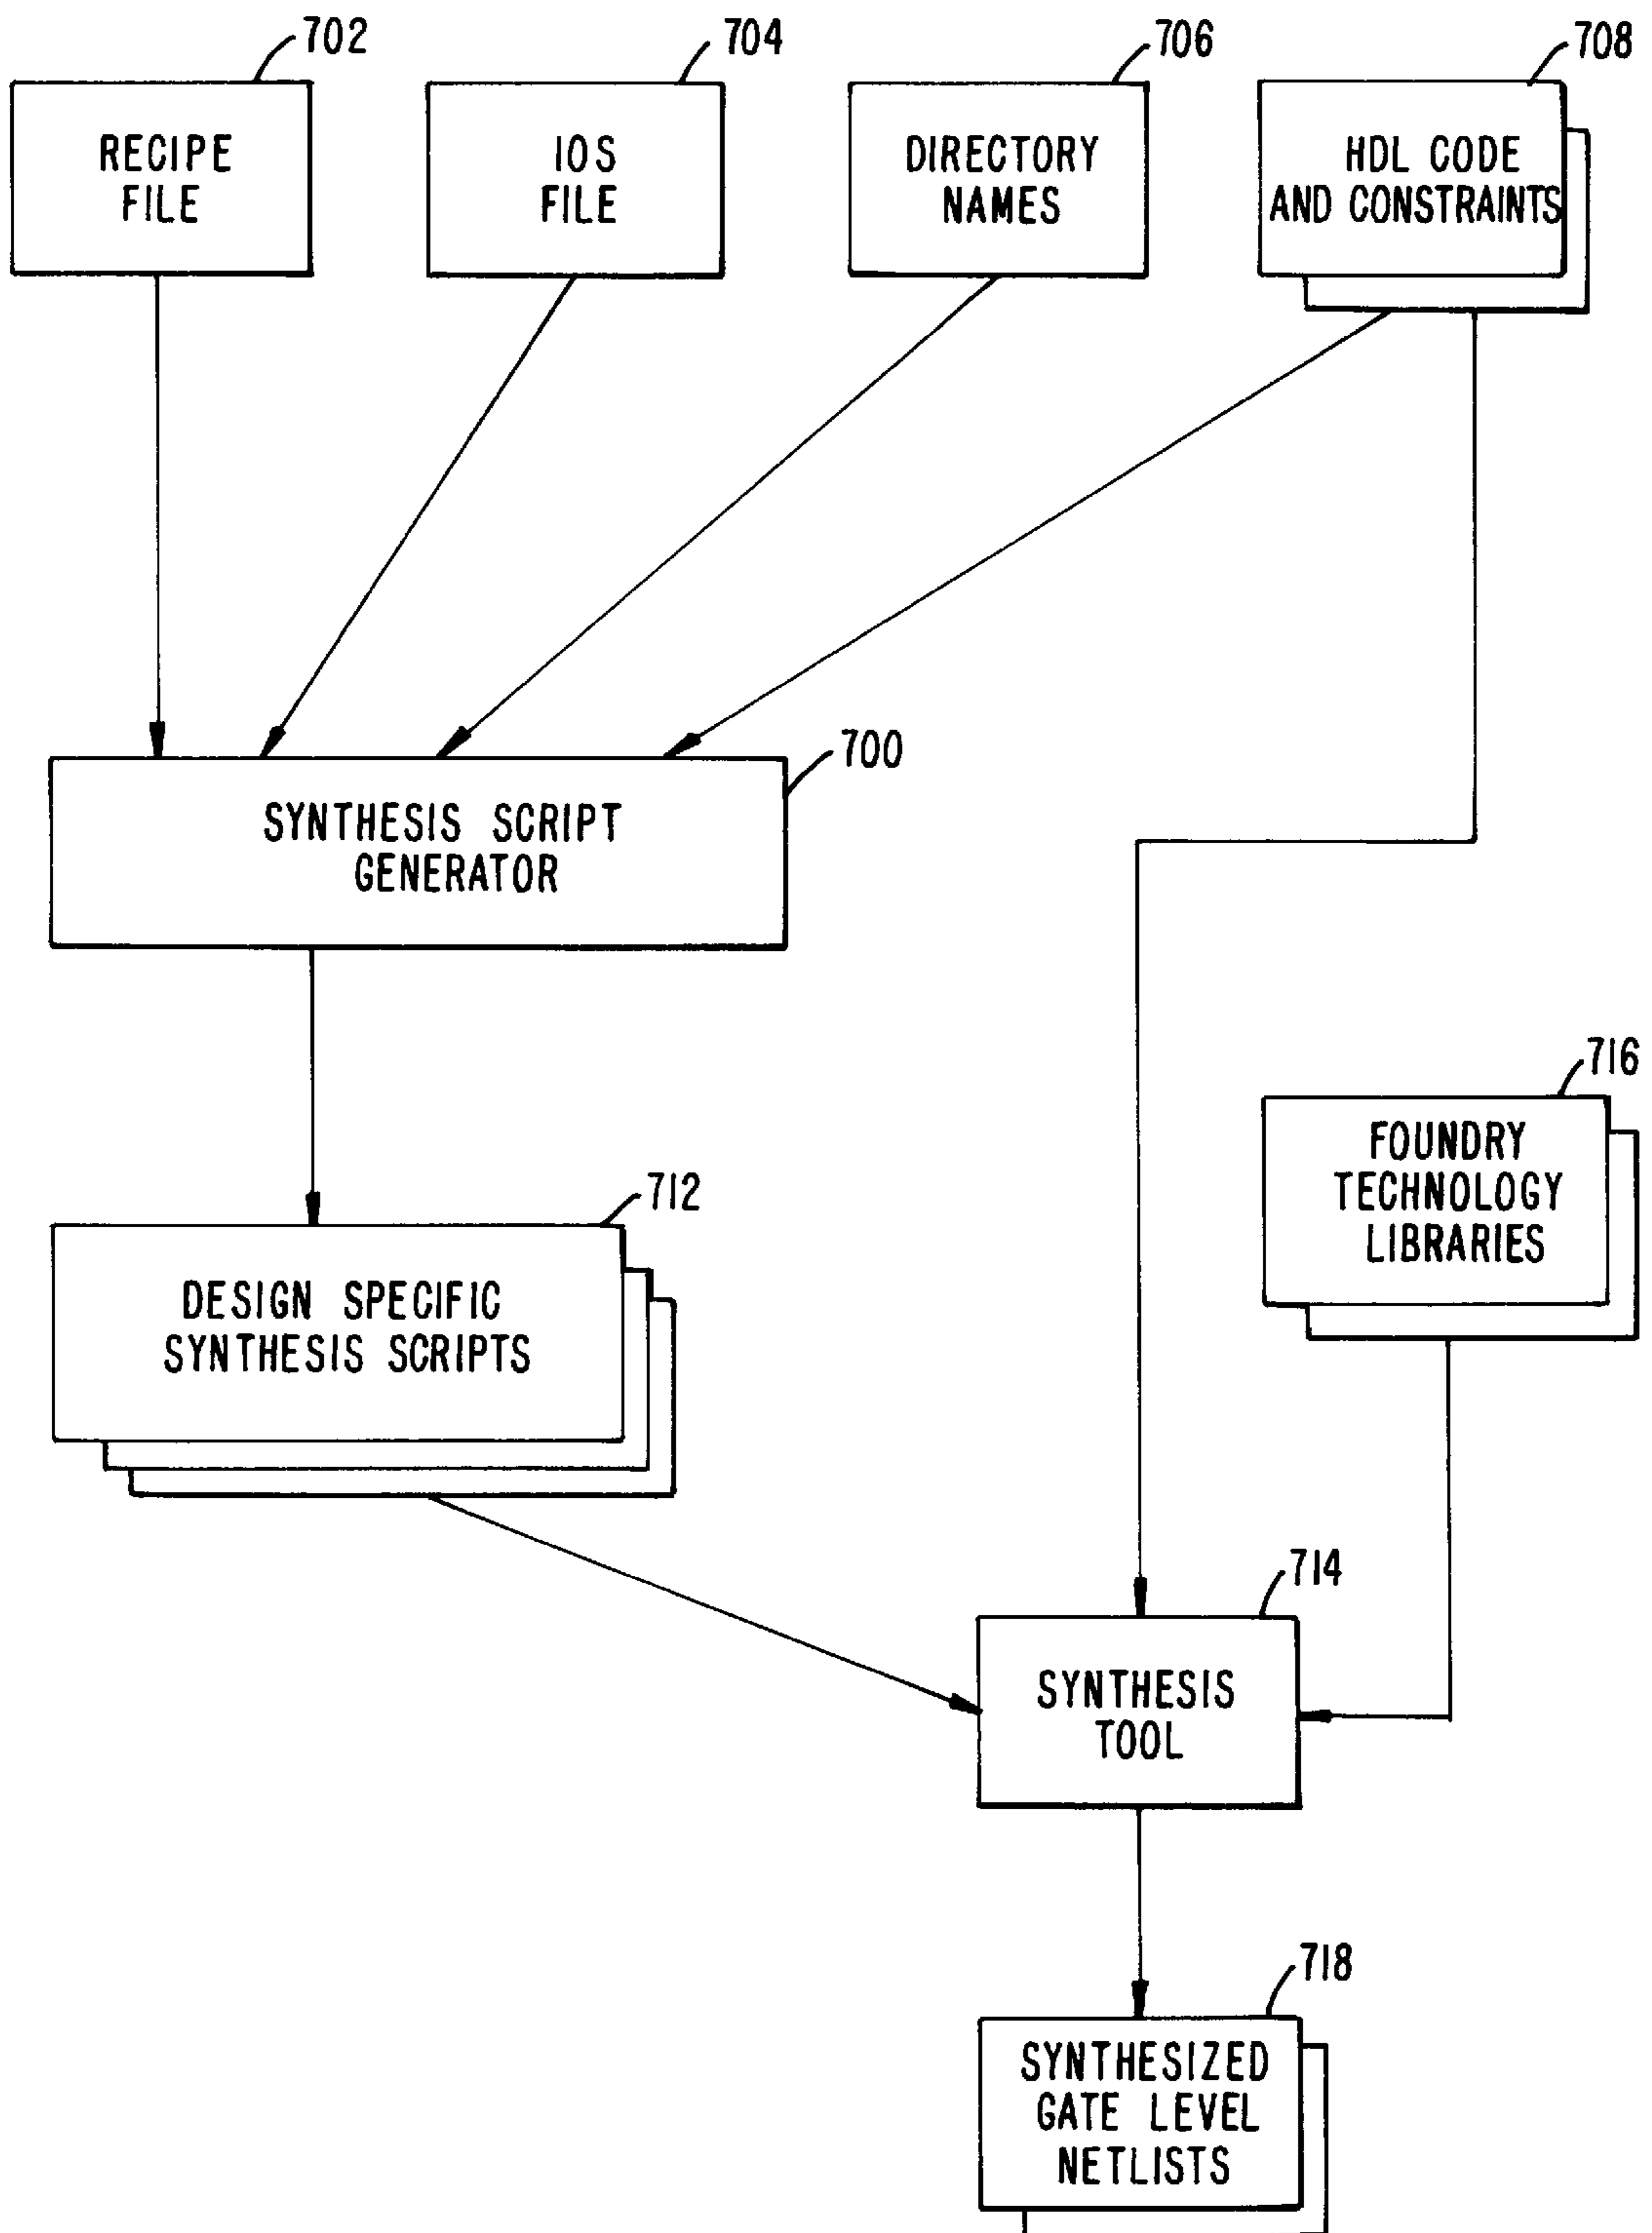 702
704
706
708
RECIPE
FILE
IOS
FILE
DIRECTORY
NAMES
HDL CODE
AND CONSTRAINTS
700
SYNTHESIS SCRIPT
GENERATOR
716
FOUNDRY
TECHNOLOGY
LIBRARIES
712
DESIGN SPECIFIC
SYNTHESIS SCRIPTS
714
SYNTHESIS
TOOL
718
SYNTHESIZED
GATE LEVEL
NETLISTS